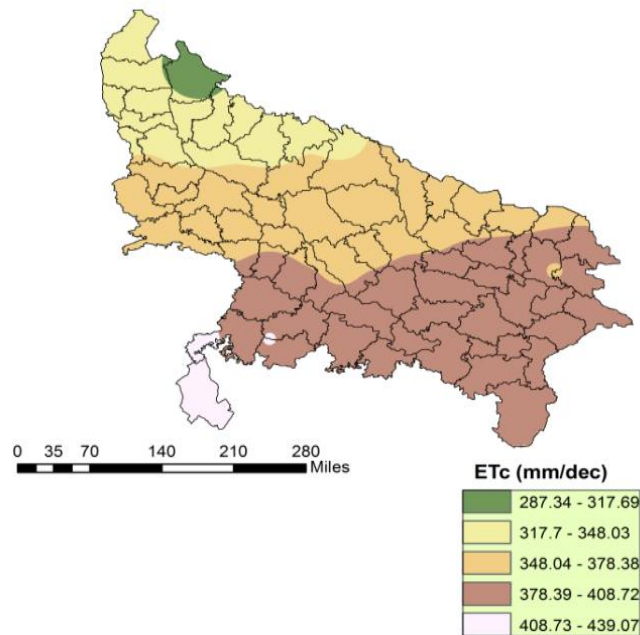 0 35 70 140 210 280
Miles
ETc (mm/dec)
287.34 - 317.69
317.7 - 348.03
348.04 - 378.38
378.39 - 408.72
408.73 - 439.07